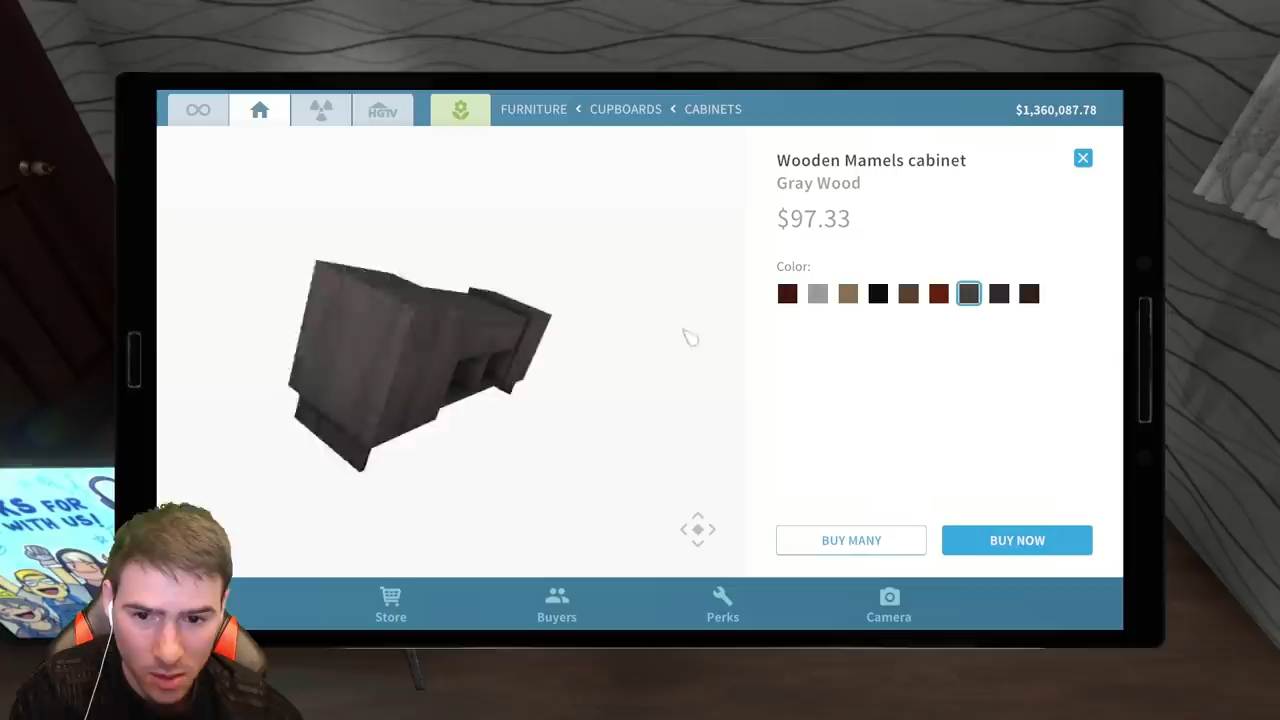 HGTV
FURNITURE < CUPBOARDS < CABINETS
$1,360,087.78
Wooden Mamels cabinet
Gray Wood
$97.33
Color:
BUY MANY
BUY NOW
KS FOR
WITH US!
Store
Buyers
Perks
Camera